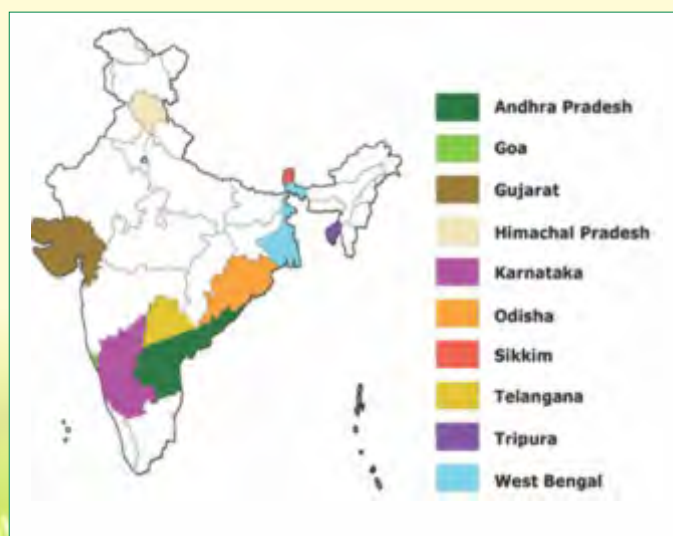 Andhra Pradesh
Goa
Gujarat
Himachal Pradesh
Karnataka
Odisha
Sikkim
Telangana
Tripura
West Bengal